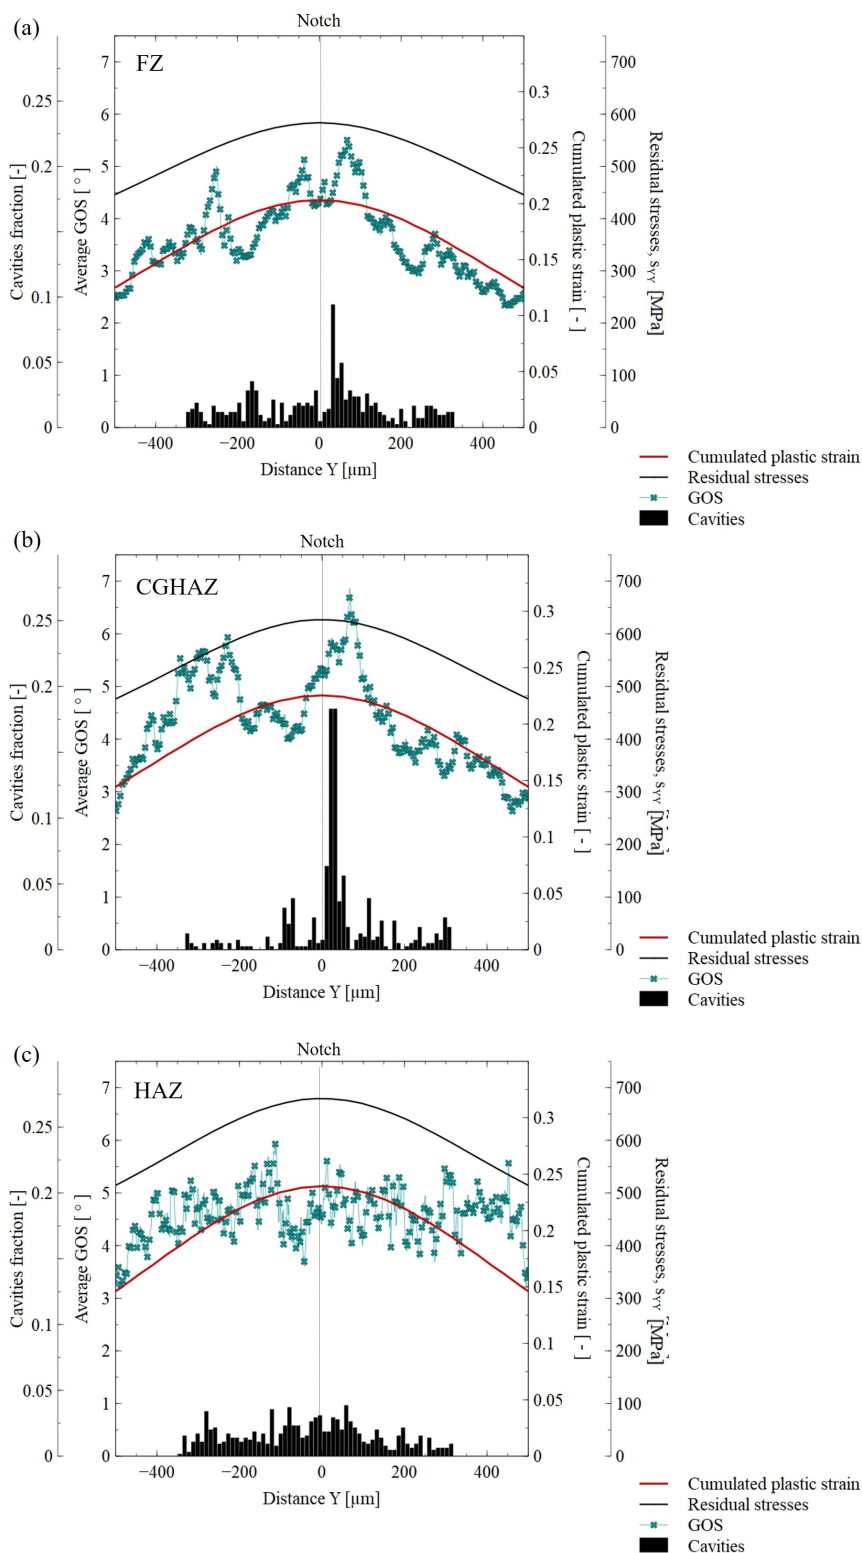 (a)
Notch
FZ
Cavities fraction [-]
0.25
0.2
0.1
0.05
0
Average GOS [ ° ]
7
6
5
4
3
2
1
0
Cumulated plastic
strain [ - ]
0.3
0.25
0.2
0.15
0.1
0.05
0
Residual stresses, sYY [MPa]
700
600
500
400
300
200
100
0
−400 −200 0 200 400
Distance Y [µm]
Cumulated plastic strain
Residual stresses
GOS
Cavities
(b)
Notch
CGHAZ
Cavities fraction [-]
0.25
0.2
0.1
0.05
0
Average GOS [ ° ]
7
6
5
4
3
2
1
0
Cumulated plastic
strain [ - ]
0.3
0.25
0.2
0.15
0.1
0.05
0
Residual stresses, sYY [MPa]
700
600
500
400
300
200
100
0
−400 −200 0 200 400
Distance Y [µm]
Cumulated plastic strain
Residual stresses
GOS
Cavities
(c)
Notch
HAZ
Cavities fraction [-]
0.25
0.2
0.1
0.05
0
Average GOS [ ° ]
7
6
5
4
3
2
1
0
Cumulated plastic
strain [ - ]
0.3
0.25
0.2
0.15
0.1
0.05
0
Residual stresses, sYY [MPa]
700
600
500
400
300
200
100
0
−400 −200 0 200 400
Distance Y [µm]
Cumulated plastic strain
Residual stresses
GOS
Cavities